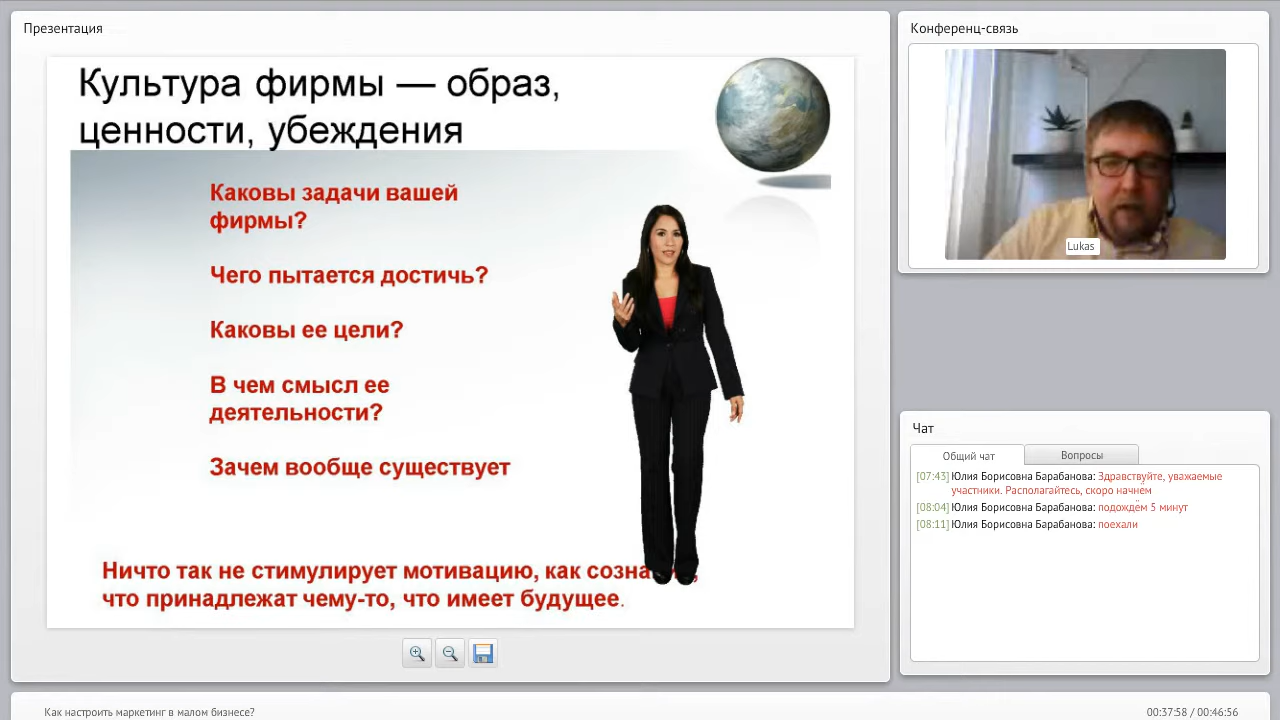 Презентация
Культура фирмы — образ,
ценности, убеждения
Каковы задачи вашей
фирмы?
Чего пытается достичь?
Каковы ее цели?
В чем смысл ее
деятельности?
Зачем вообще существует
Ничто так не стимулирует мотивацию, как
что принадлежат чему-то, что имеет будущее.
Конференц-связь
Lukas
Чат
Общий чат
Вопросы
[07:43] Юлия Борисовна Барабанова: Здравствуйте, уважаемые
участники. Располагайтесь, скоро начнём
[08:04] Юлия Борисовна Барабанова: подождём 5 минут
[08:11] Юлия Борисовна Барабанова: поехали
Как настроить маркетинг в малом бизнесе?
00:37:58 / 00:46:56